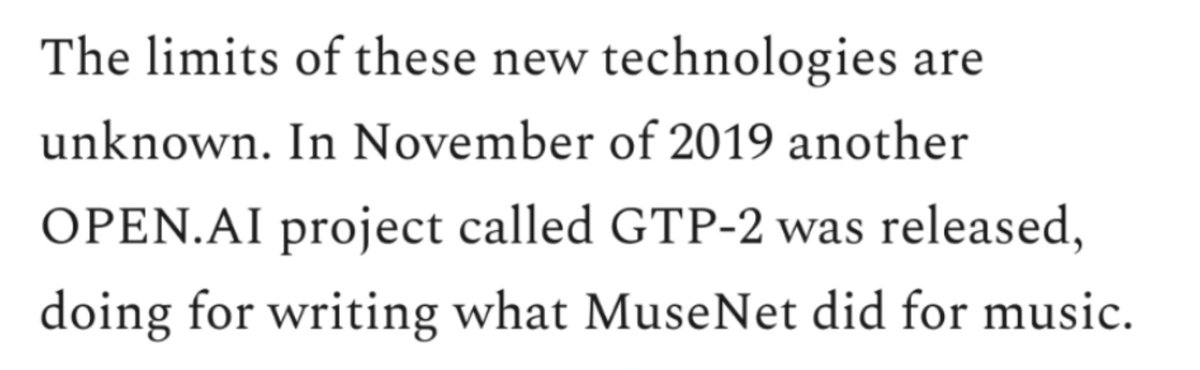 The limits of these new technologies are
unknown. In November of 2019 another
OPEN.AI project called GTP-2 was released,
doing for writing what MuseNet did for music.